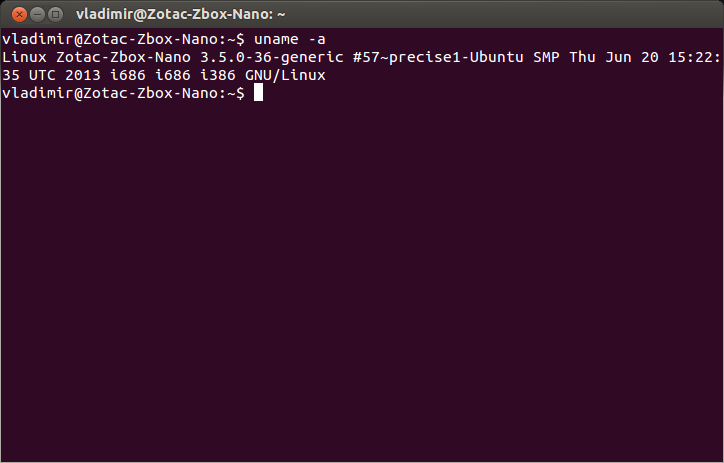 vladimir@Zotac-Zbox-Nano: ~
vladimir@Zotac-Zbox-Nano:~$ uname -a
Linux Zotac-Zbox-Nano 3.5.0-36-generic #57~precise1-Ubuntu SMP Thu Jun 20 15:22:
35 UTC 2013 i686 i686 i386 GNU/Linux
vladimir@Zotac-Zbox-Nano:~$